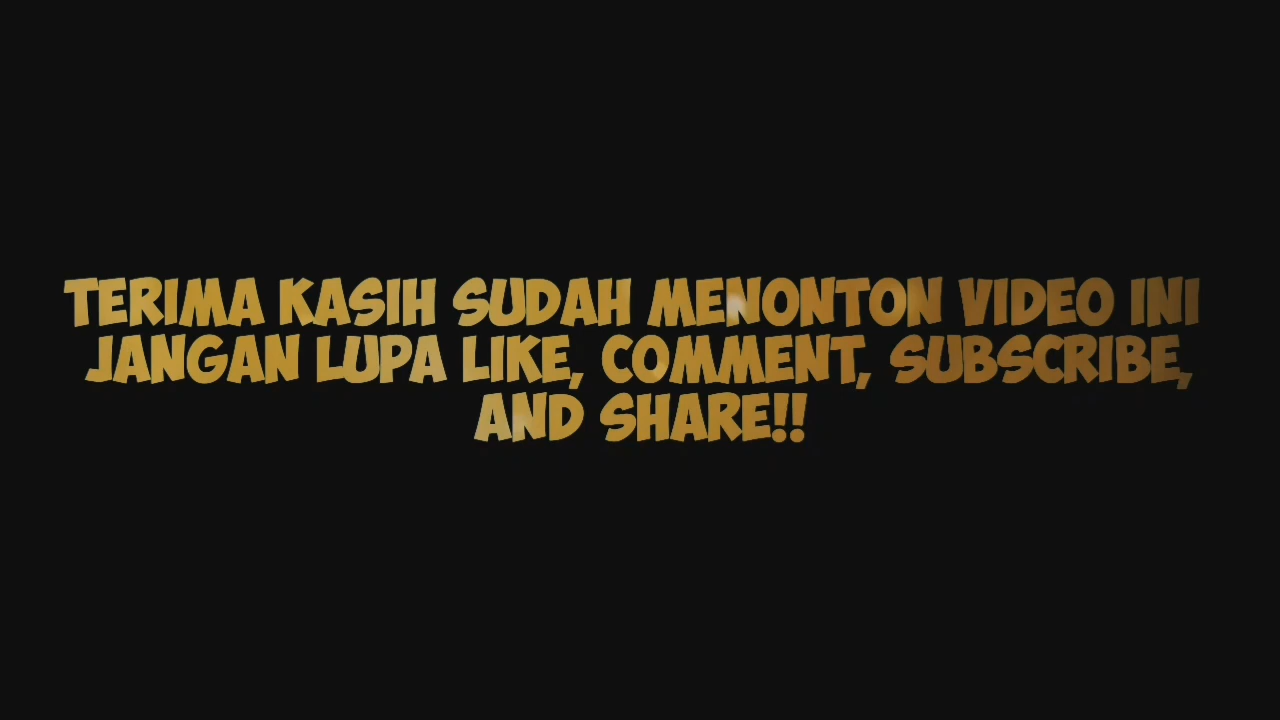 TERIMA KASIH SUDAH MENONTON VIDEO INI
JANGAN LUPA LIKE, COMMENT, SUBSCRIBE,
AND SHARE!!